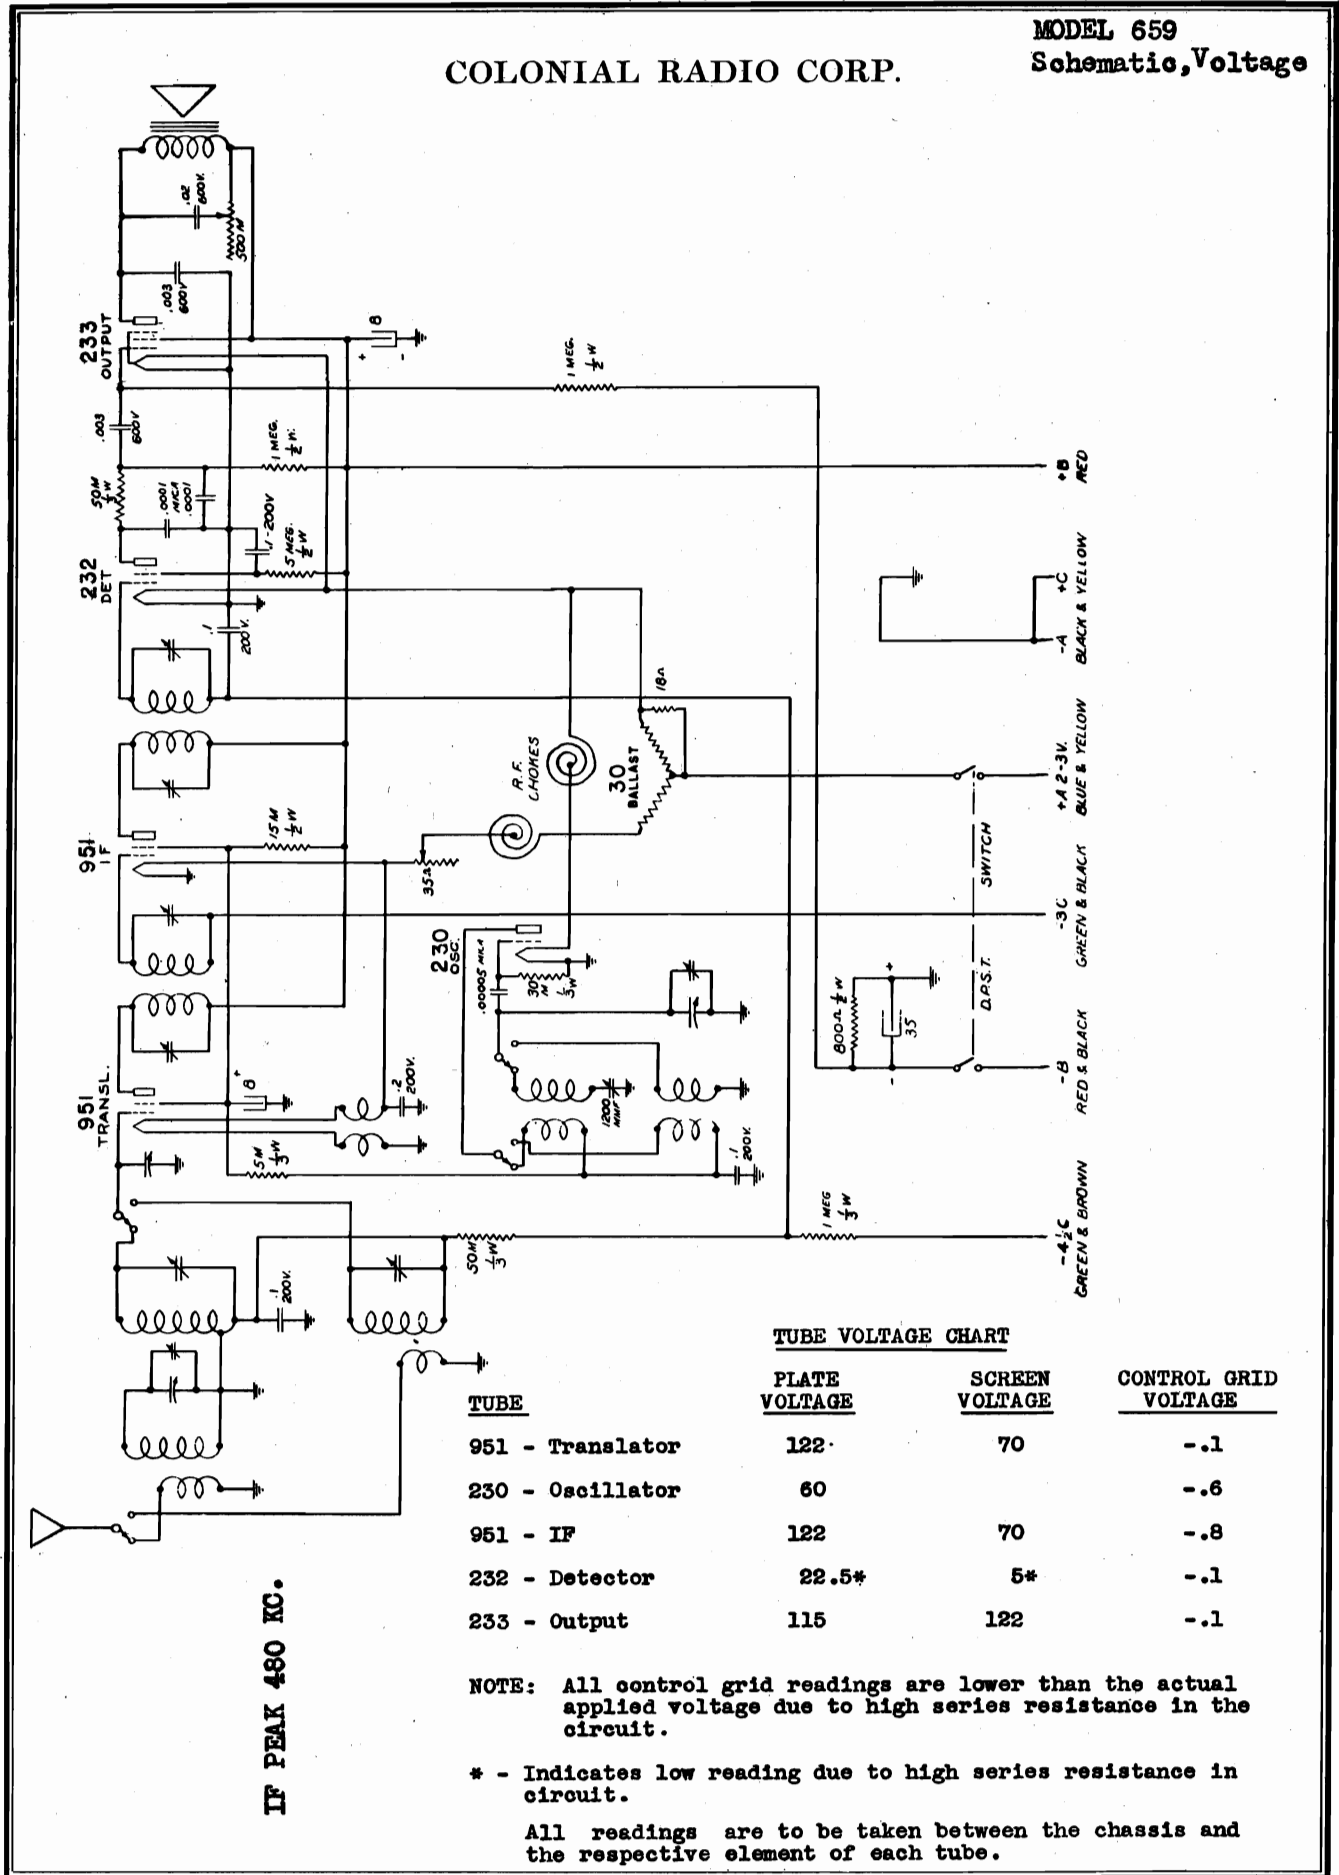 MODEL 659
Schematic,Voltage
COLONIAL RADIO CORP.
.02
600V.
500M
.003
600V
233
OUTPUT
8
+
-
1 MEG.
½ W
.003
600V
1 MEG.
½ W.
50M
⅓ W
.0001
MICA
.0001
.1-200V
5 MEG.
½ W
232
DET
.1
200V.
+B
RED
+C
-A
BLACK & YELLOW
18Ω
R.F.
CHOKES
30
BALLAST
+A 2-3V.
BLUE & YELLOW
951
IF
15M
½ W
35Ω
SWITCH
D.P.S.T.
-3C
GREEN & BLACK
230
OSC.
.00005 MICA
30
M
⅓ W
800Ω ½ W
+
35
-
-B
RED & BLACK
951
TRANSL.
8
+
.2
200V.
1200
MMF
5M
⅓ W
.1
200V.
1 MEG
⅓ W
-4½C
GREEN & BROWN
50M
⅓ W
.1
200V.
IF PEAK 480 KC.
TUBE VOLTAGE CHART
TUBE PLATE VOLTAGE SCREEN VOLTAGE CONTROL GRID VOLTAGE
951 - Translator 122 70 -.1
230 - Oscillator 60 -.6
951 - IF 122 70 -.8
232 - Detector 22.5* 5* -.1
233 - Output 115 122 -.1
NOTE: All control grid readings are lower than the actual
applied voltage due to high series resistance in the
circuit.
* - Indicates low reading due to high series resistance in
circuit.
All readings are to be taken between the chassis and
the respective element of each tube.